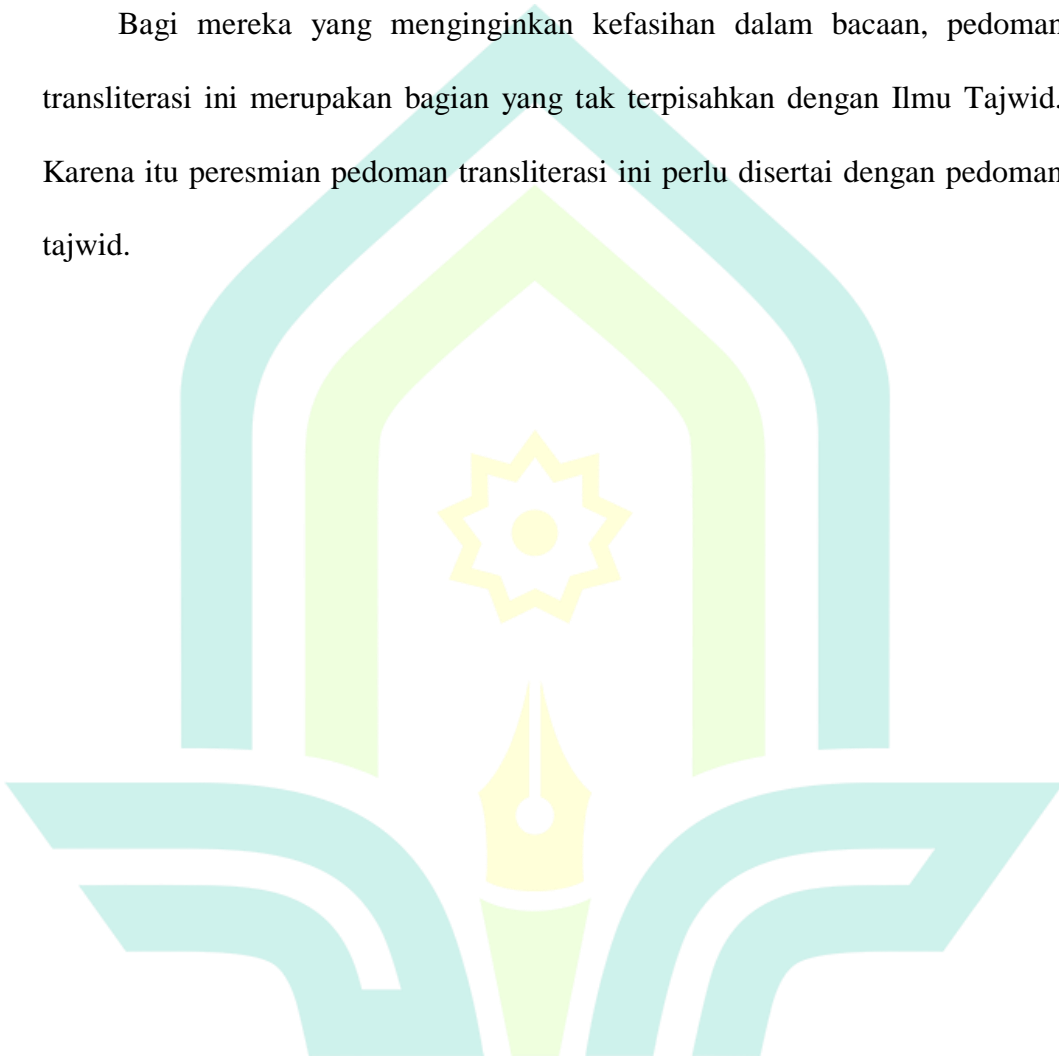 Bagi mereka yang menginginkan kefasihan dalam bacaan, pedoman
transliterasi ini merupakan bagian yang tak terpisahkan dengan Ilmu Tajwid.
Karena itu peresmian pedoman transliterasi ini perlu disertai dengan pedoman
tajwid.